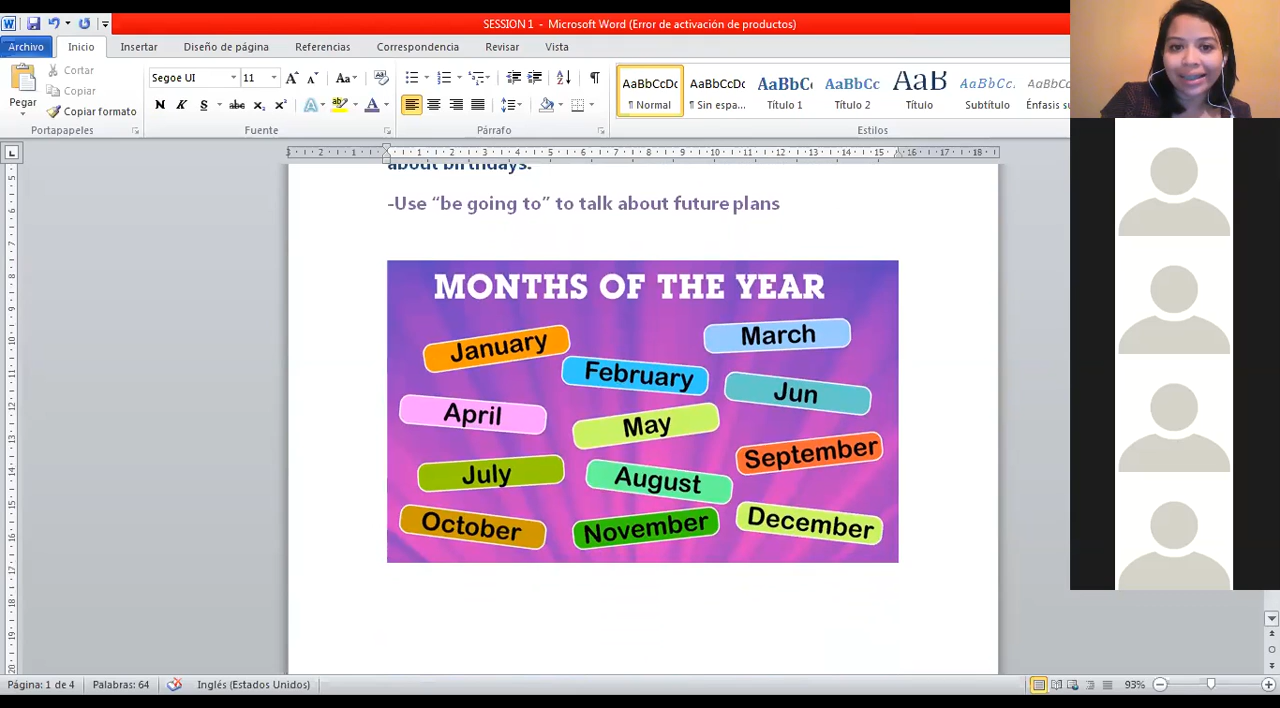 SESSION 1 - Microsoft Word (Error de activación de productos)
Archivo Inicio Insertar Diseño de página Referencias Correspondencia Revisar Vista
Pegar
Cortar
Copiar
Copiar formato
Portapapeles
Segoe UI 11
Fuente
Párrafo
AaBbCcDc AaBbCcDc AaBbC AaBbCc AaB AaBbCc. AaBbCcDc
¶ Normal ¶ Sin espa... Título 1 Título 2 Título Subtítulo Énfasis su
Estilos
about birthdays.
-Use “be going to” to talk about future plans
MONTHS OF THE YEAR
January
February
March
April
May
Jun
July
August
September
October
November
December
Página: 1 de 4 Palabras: 64 Inglés (Estados Unidos) 93%